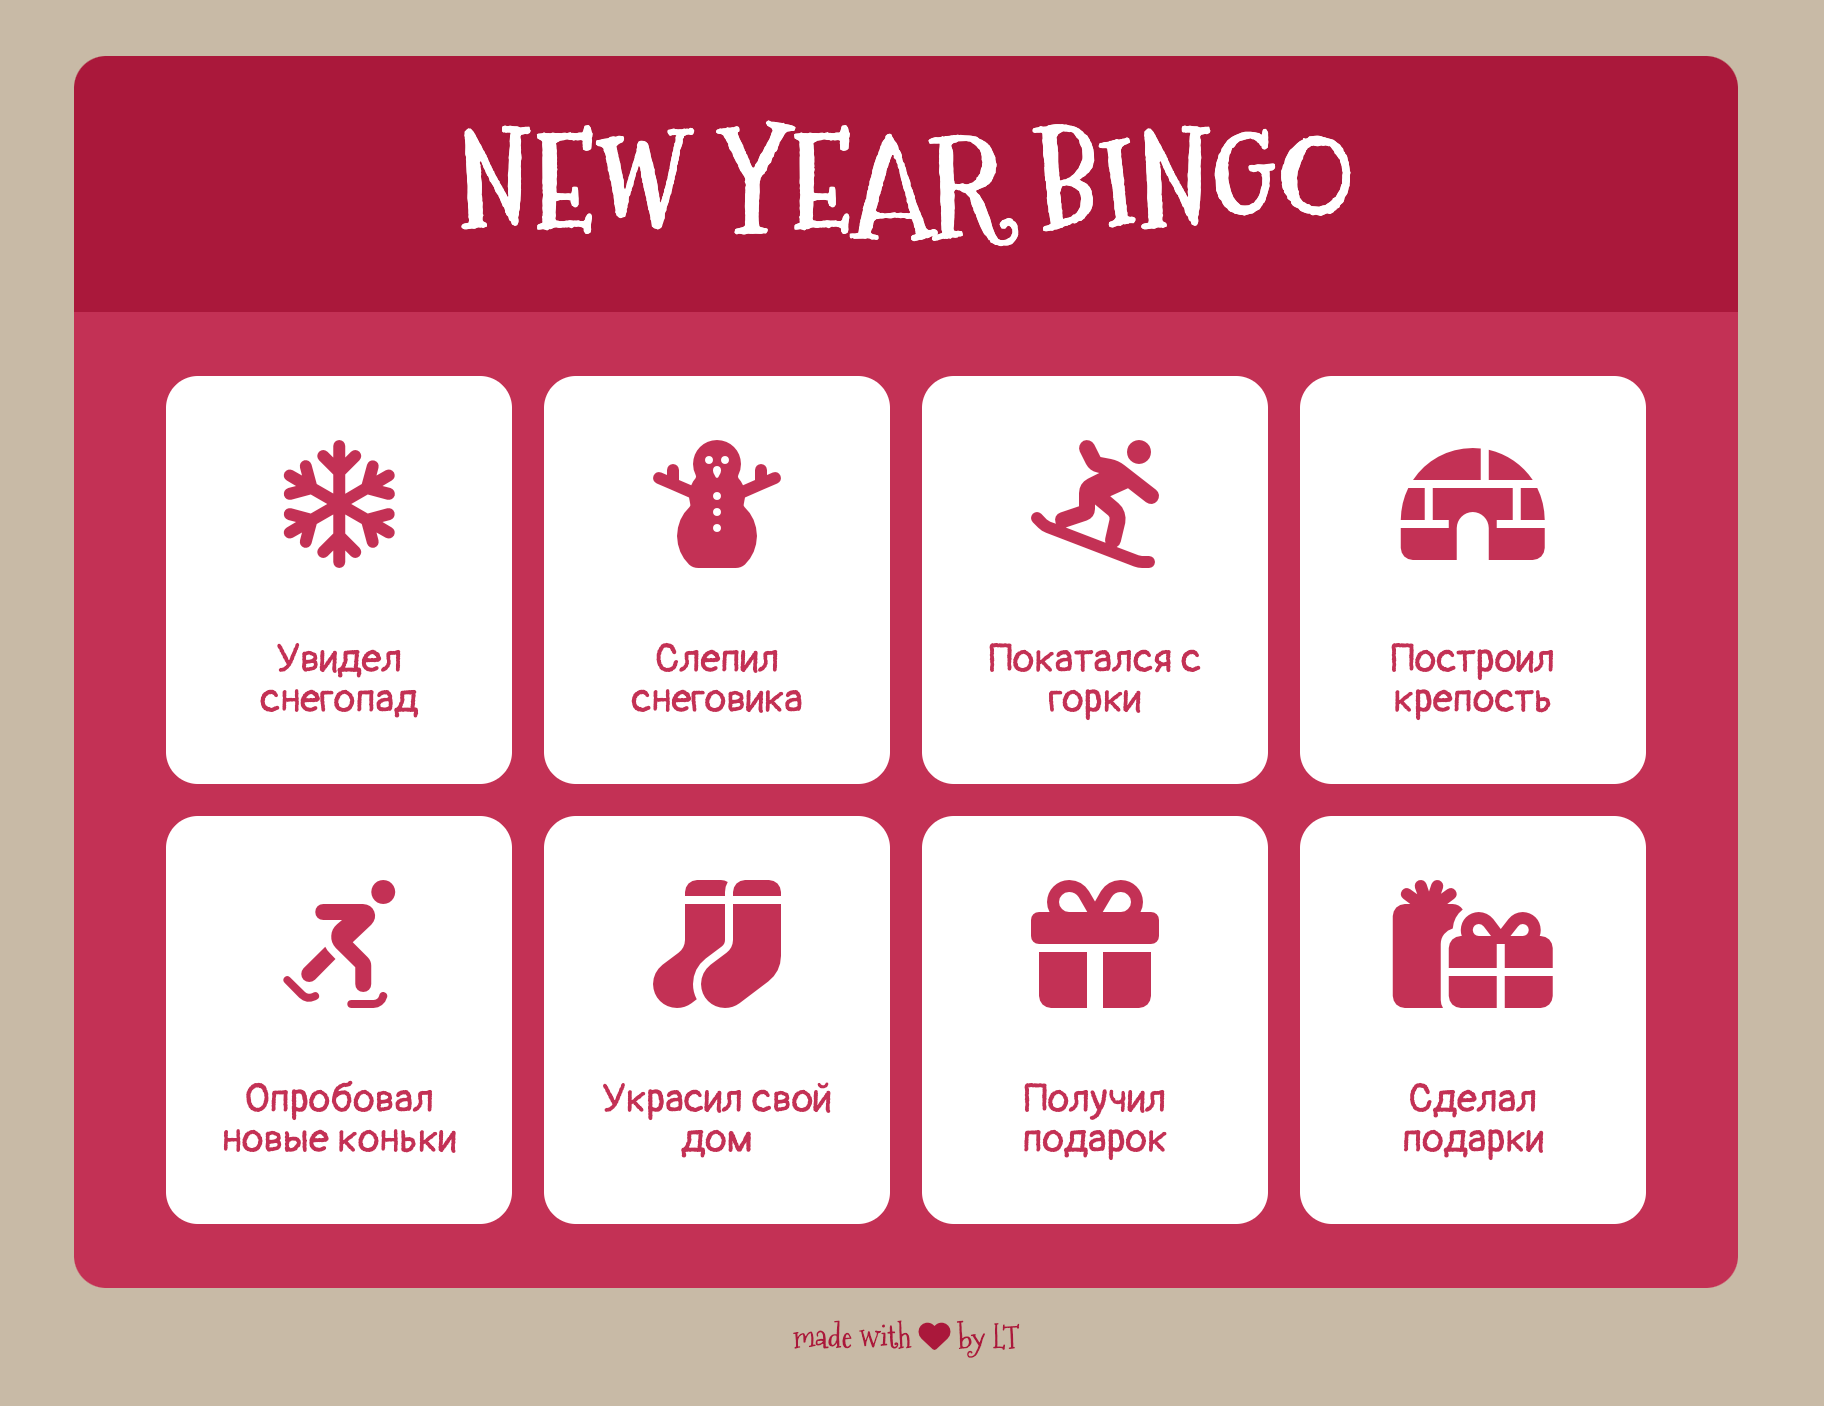 NEW YEAR BINGO
Увидел
снегопад
Слепил
снеговика
Покатался с
горки
Построил
крепость
Опробовал
новые коньки
Украсил свой
дом
Получил
подарок
Сделал
подарки
made with by LT